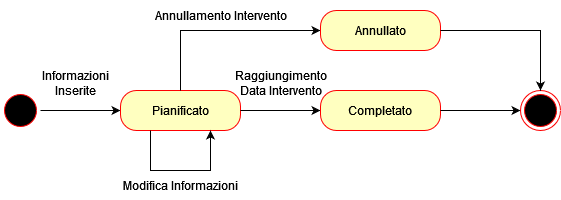 Annullamento Intervento
Annullato
Informazioni
Inserite
Raggiungimento
Data Intervento
Pianificato
Completato
Modifica Informazioni